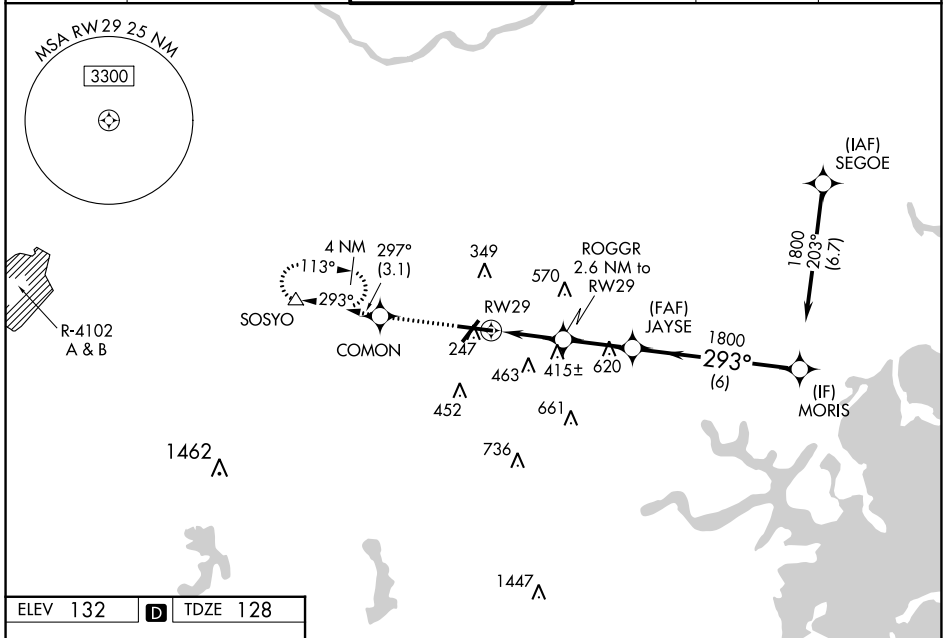 MSA RW29 25 NM
3300
(IAF)
SEGOE
1800
203°
(6.7)
4 NM
297°
(3.1)
113°
293°
349
570
ROGGR
2.6 NM to
RW29
RW29
(FAF)
JAYSE
1800
293°
(6)
(IF)
MORIS
R-4102
A & B
SOSYO
COMON
247
463
415±
620
452
661
736
1462
1447
ELEV 132 D TDZE 128